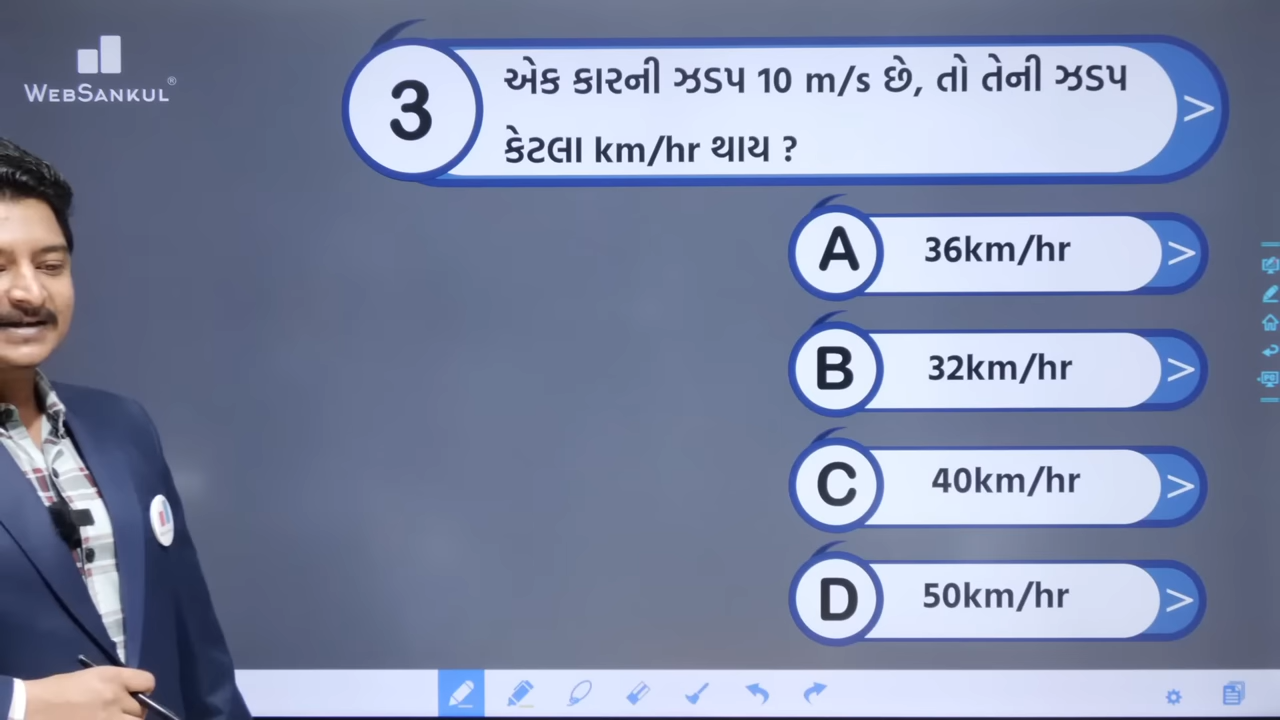 WEBSANKUL®
3
એક કારની ઝડપ 10 m/s છે, તો તેની ઝડપ
કેટલા km/hr થાય ?
A
36km/hr
B
32km/hr
C
40km/hr
D
50km/hr